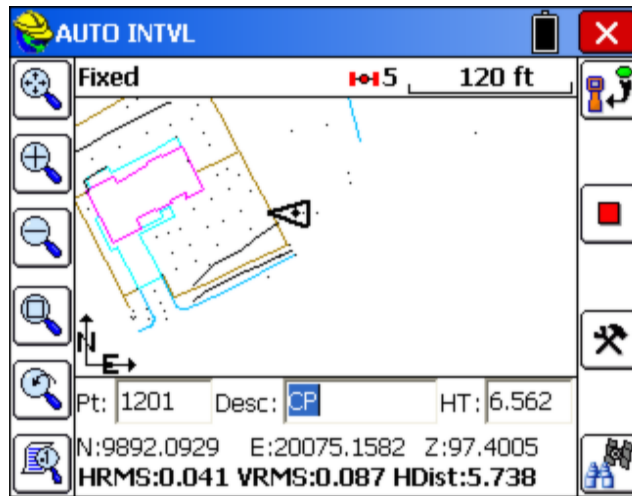 AUTO INTVL
Fixed 5 120 ft
N
E
Pt: 1201 Desc: CP HT: 6.562
N:9892.0929 E:20075.1582 Z:97.4005
HRMS:0.041 VRMS:0.087 HDist:5.738